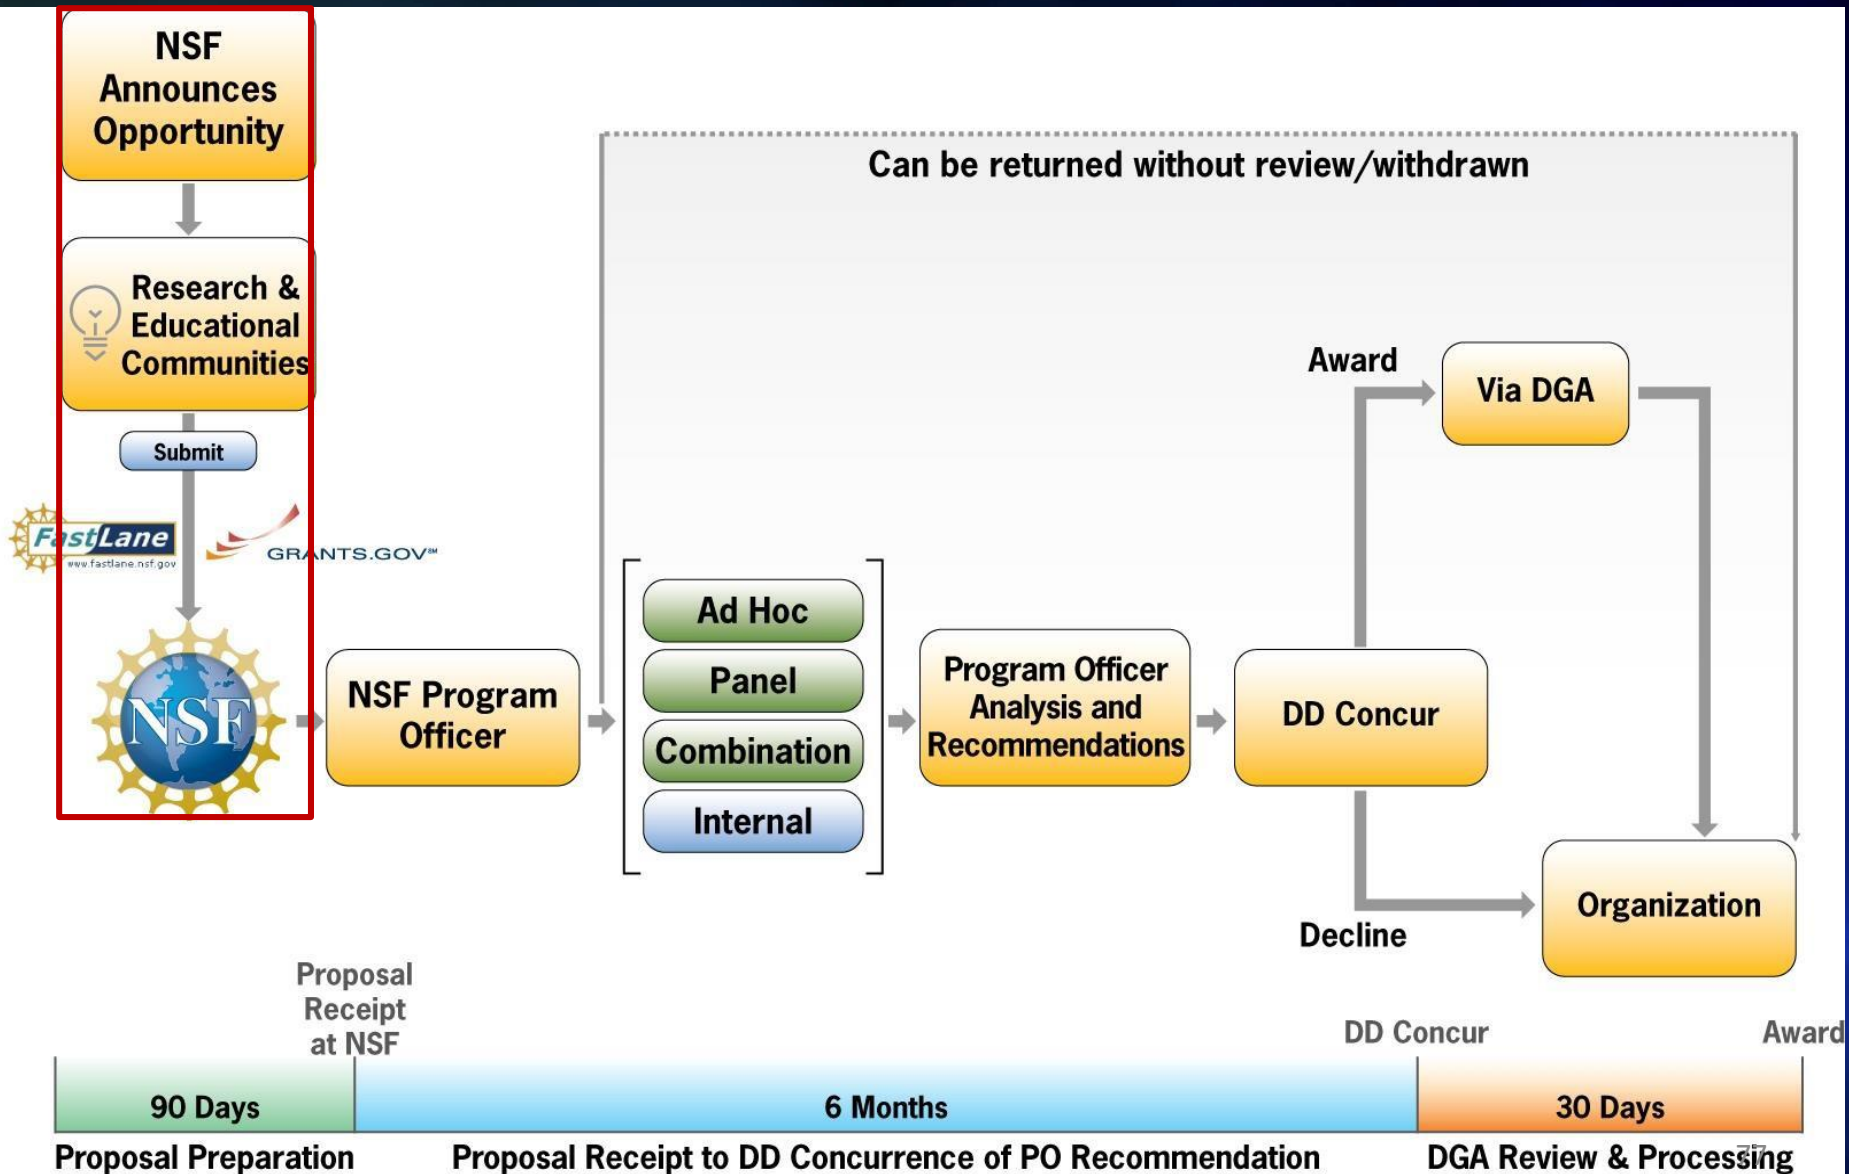 NSF
Announces
Opportunity
Can be returned without review/withdrawn
Research &
Educational
Communities
Submit
FastLane
www.fastlane.nsf.gov
GRANTS.GOV℠
NSF
NSF Program
Officer
Ad Hoc
Panel
Combination
Internal
Program Officer
Analysis and
Recommendations
DD Concur
Award
Via DGA
Decline
Organization
Proposal
Receipt
at NSF
DD Concur
Award
90 Days
6 Months
30 Days
Proposal Preparation
Proposal Receipt to DD Concurrence of PO Recommendation
DGA Review & Processing
77